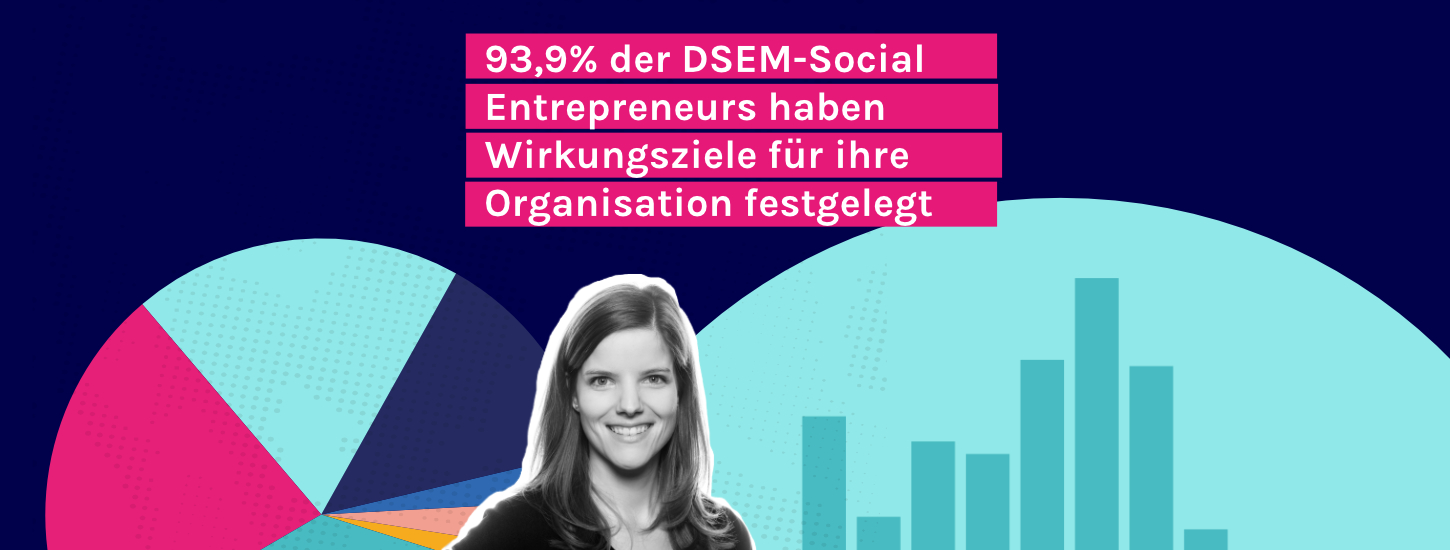 93,9% der DSEM-Social
Entrepreneurs haben
Wirkungsziele für ihre
Organisation festgelegt